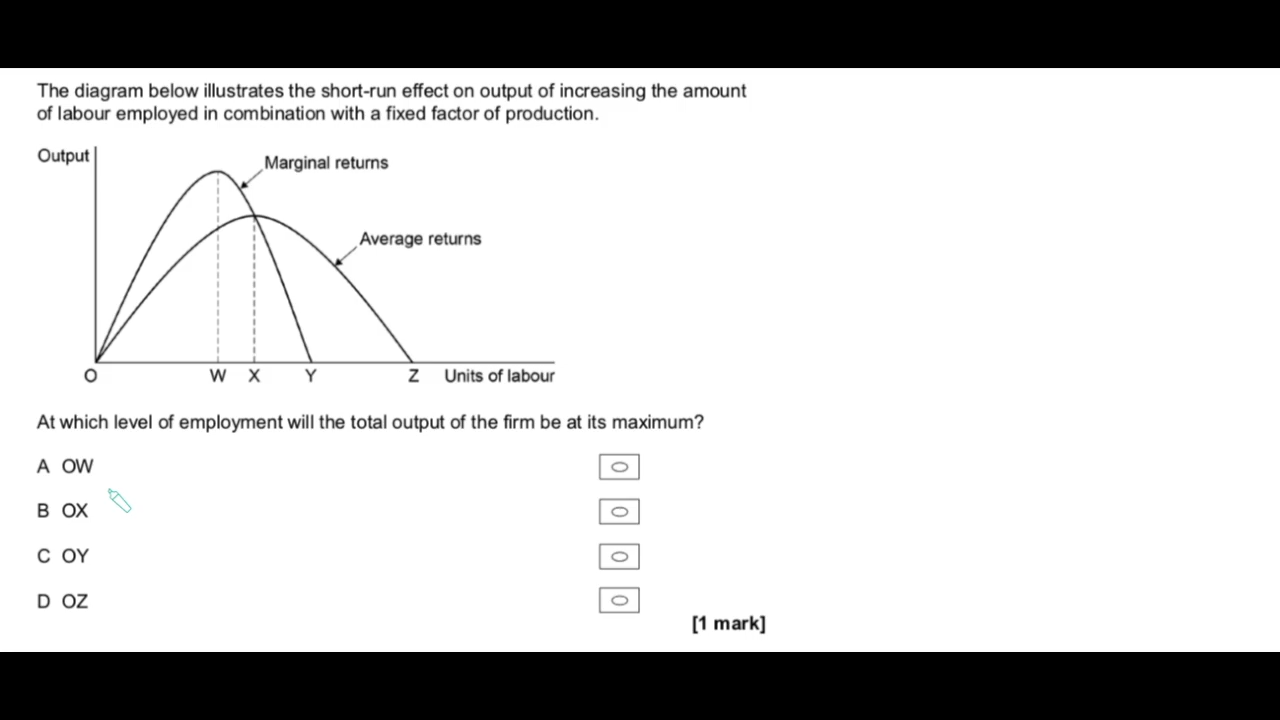 The diagram below illustrates the short-run effect on output of increasing the amount
of labour employed in combination with a fixed factor of production.
Output
Marginal returns
Average returns
O W X Y Z Units of labour
At which level of employment will the total output of the firm be at its maximum?
A OW
B OX
C OY
D OZ
[1 mark]